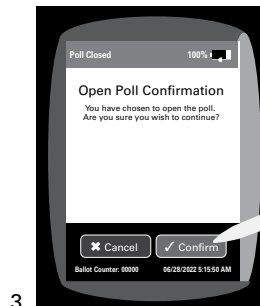 Poll Closed 100%
Open Poll Confirmation
You have chosen to open the poll.
Are you sure you wish to continue?
✖ Cancel ✓ Confirm
Ballot Counter: 00000 06/28/2022 5:15:50 AM
3